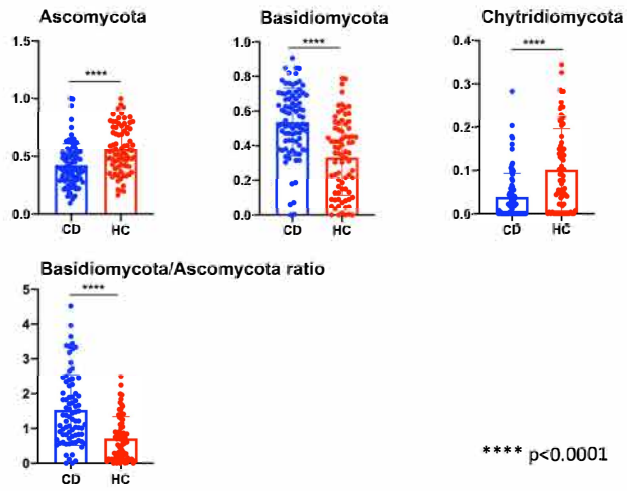 Ascomycota
1.5
1.0
0.5
0.0
****
CD HC
Basidiomycota
1.0
0.8
0.6
0.4
0.2
0.0
****
CD HC
Chytridiomycota
0.4
0.3
0.2
0.1
0.0
****
CD HC
Basidiomycota/Ascomycota ratio
5
4
3
2
1
0
****
CD HC
**** p<0.0001